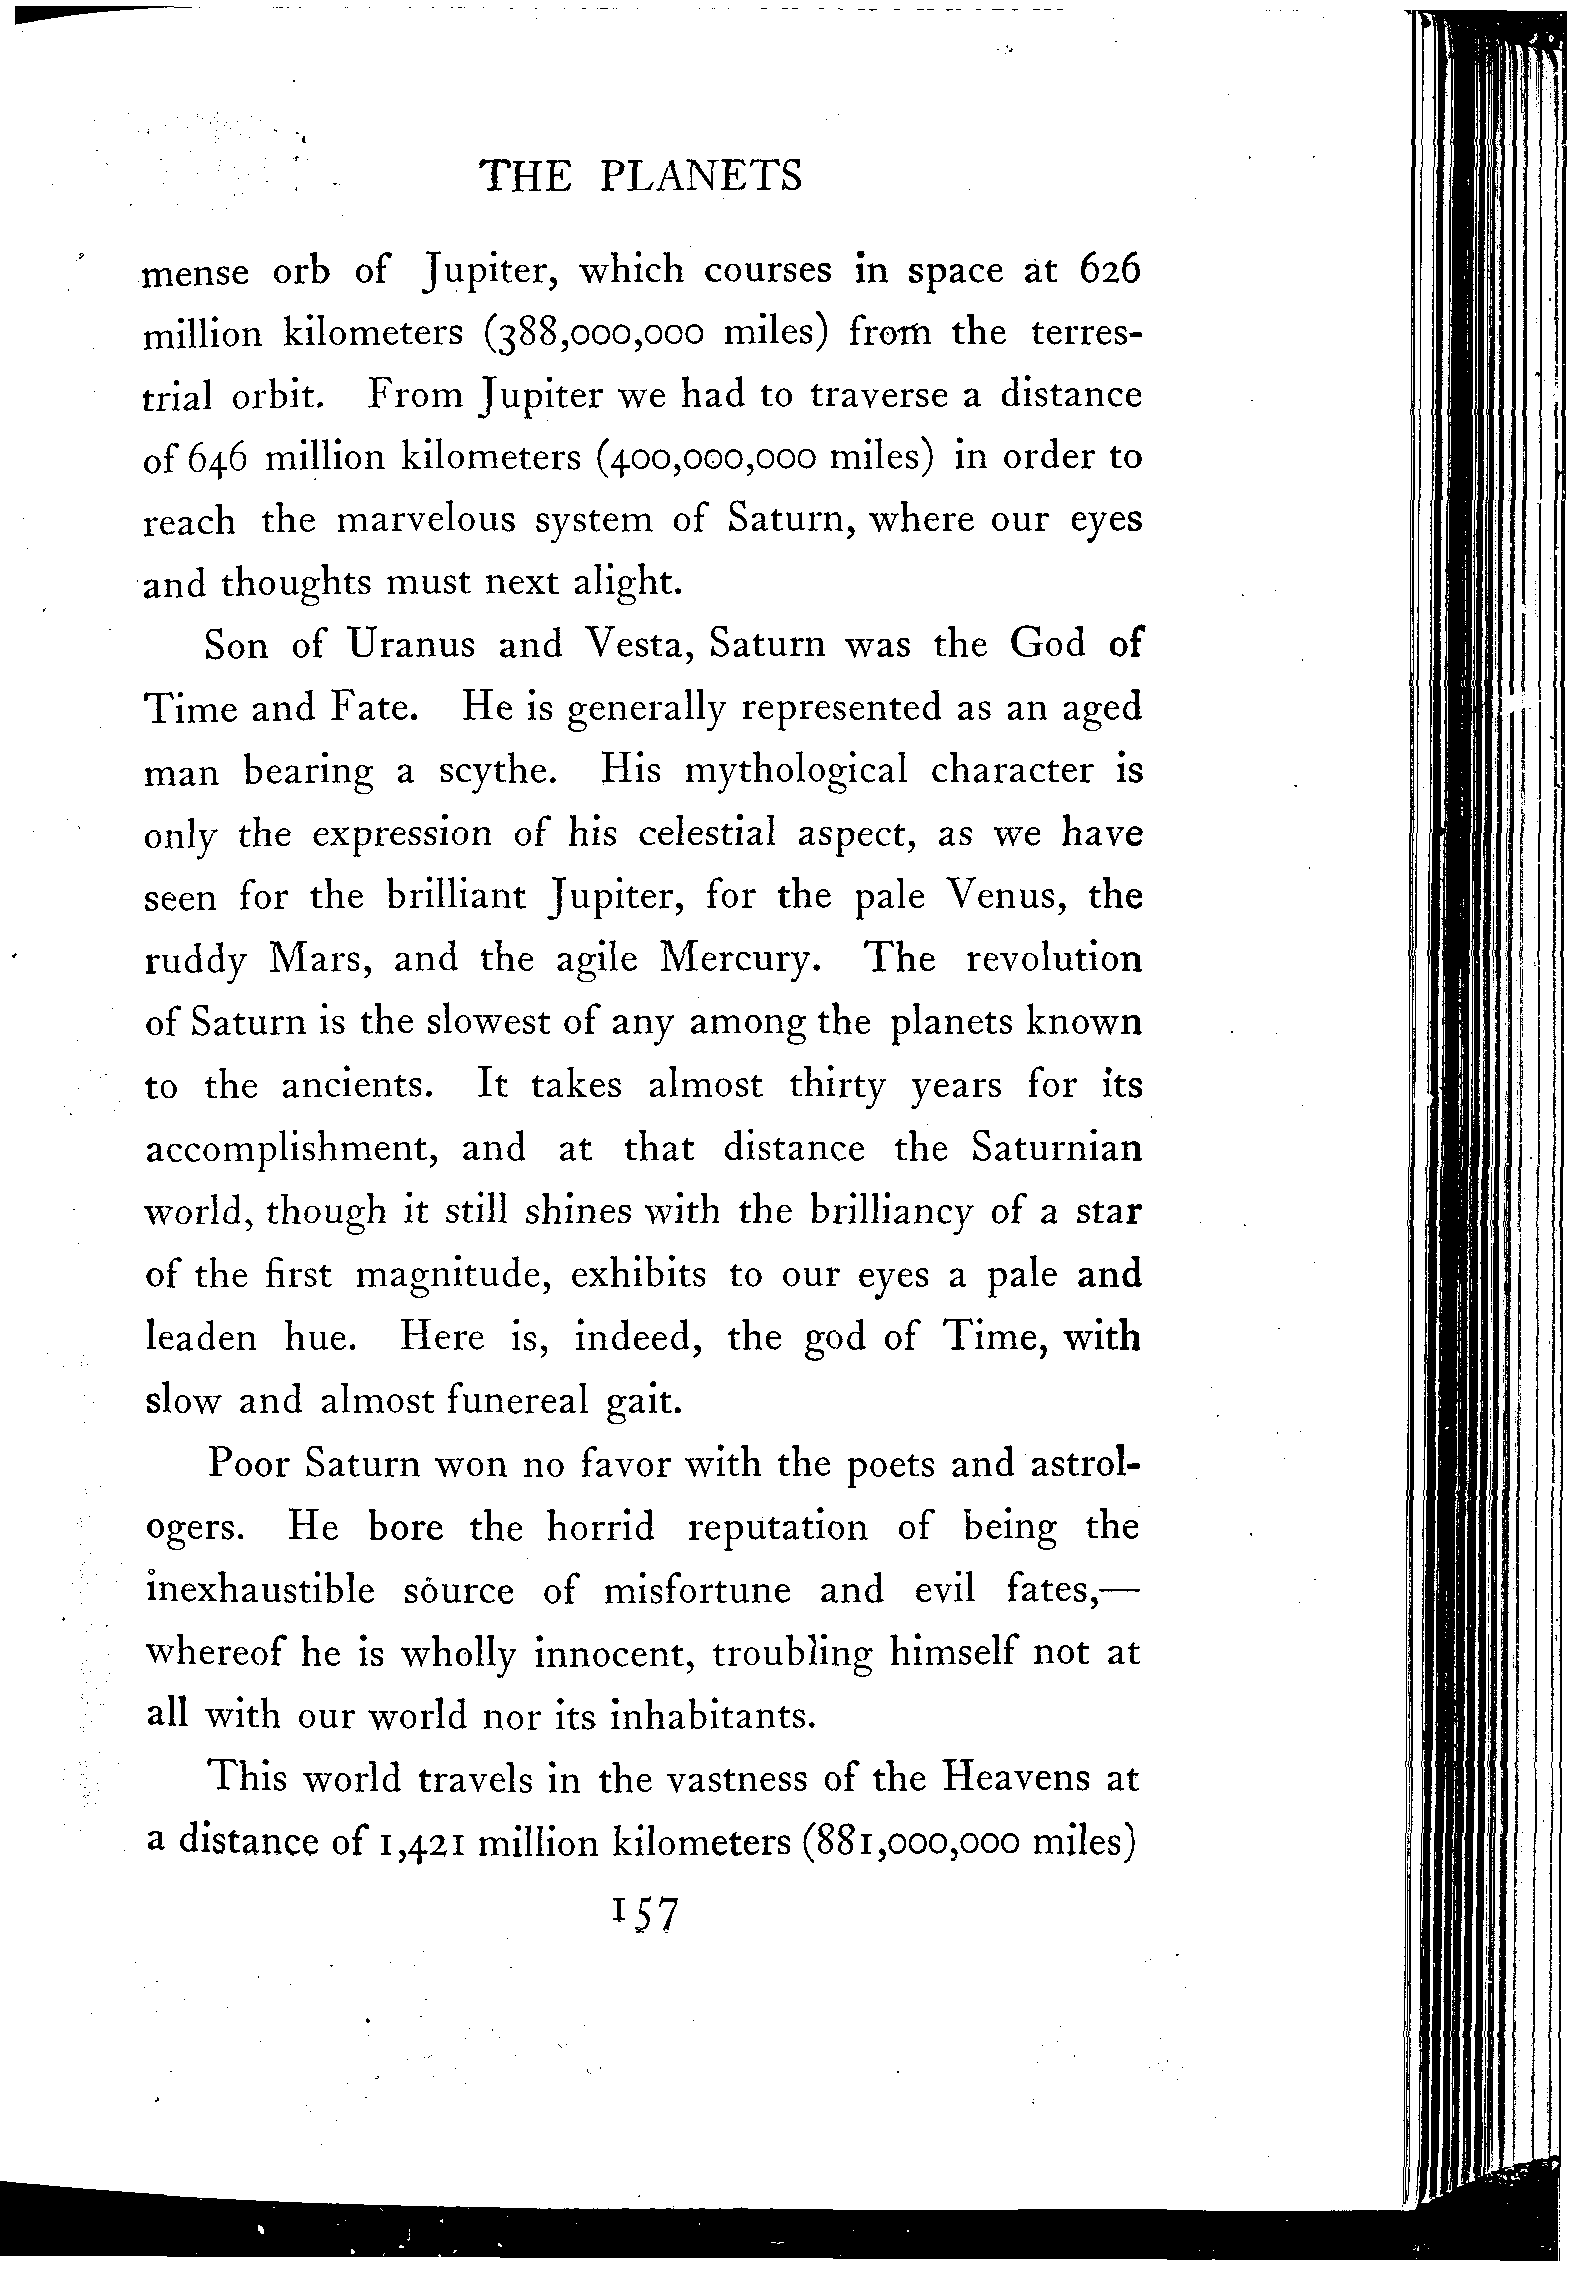 THE PLANETS
mense orb of Jupiter, which courses in space at 626
million kilometers (388,000,000 miles) from the terres-
trial orbit. From Jupiter we had to traverse a distance
of 646 million kilometers (400,000,000 miles) in order to
reach the marvelous system of Saturn, where our eyes
and thoughts must next alight.
Son of Uranus and Vesta, Saturn was the God of
Time and Fate. He is generally represented as an aged
man bearing a scythe. His mythological character is
only the expression of his celestial aspect, as we have
seen for the brilliant Jupiter, for the pale Venus, the
ruddy Mars, and the agile Mercury. The revolution
of Saturn is the slowest of any among the planets known
to the ancients. It takes almost thirty years for its
accomplishment, and at that distance the Saturnian
world, though it still shines with the brilliancy of a star
of the first magnitude, exhibits to our eyes a pale and
leaden hue. Here is, indeed, the god of Time, with
slow and almost funereal gait.
Poor Saturn won no favor with the poets and astrol-
ogers. He bore the horrid reputation of being the
inexhaustible source of misfortune and evil fates,—
whereof he is wholly innocent, troubling himself not at
all with our world nor its inhabitants.
This world travels in the vastness of the Heavens at
a distance of 1,421 million kilometers (881,000,000 miles)
157